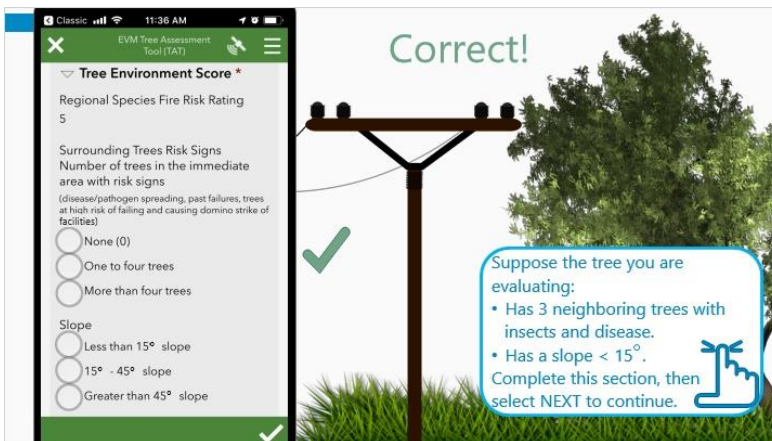 Classic 11:36 AM
EVM Tree Assessment
Tool (TAT)
Tree Environment Score *
Regional Species Fire Risk Rating
5
Surrounding Trees Risk Signs
Number of trees in the immediate
area with risk signs
(disease/pathogen spreading, past failures, trees
at high risk of failing and causing domino strike of
facilities)
None (0)
One to four trees
More than four trees
Slope
Less than 15º slope
15º - 45º slope
Greater than 45º slope
Correct!
Suppose the tree you are
evaluating:
• Has 3 neighboring trees with
insects and disease.
• Has a slope < 15°.
Complete this section, then
select NEXT to continue.